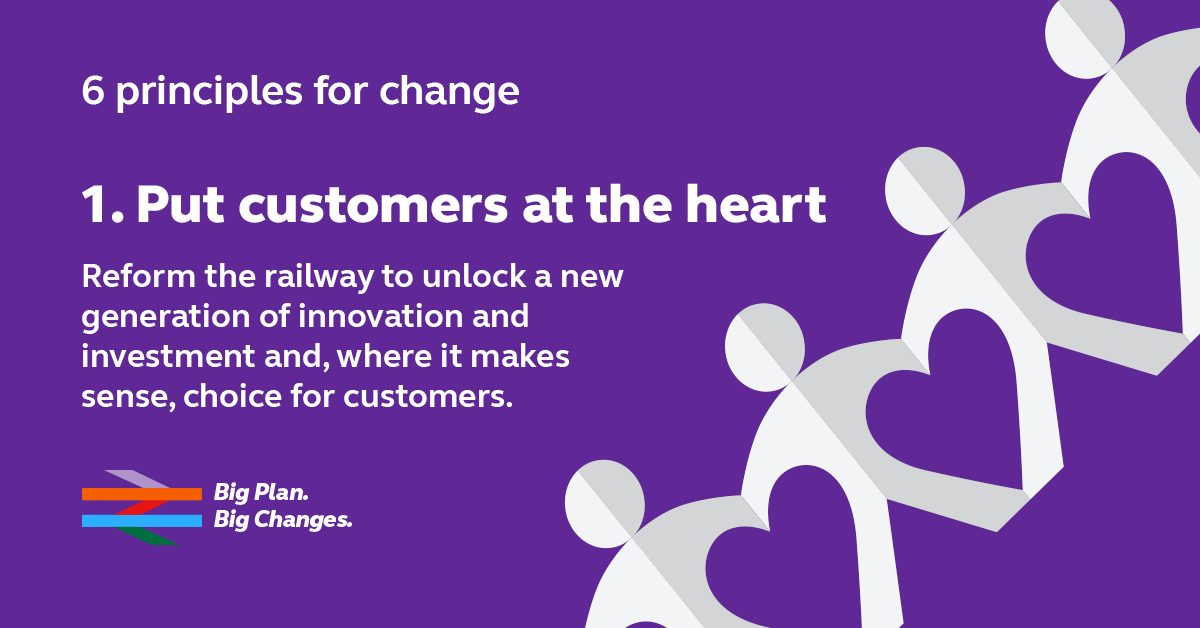 6 principles for change
1. Put customers at the heart
Reform the railway to unlock a new
generation of innovation and
investment and, where it makes
sense, choice for customers.
Big Plan.
Big Changes.